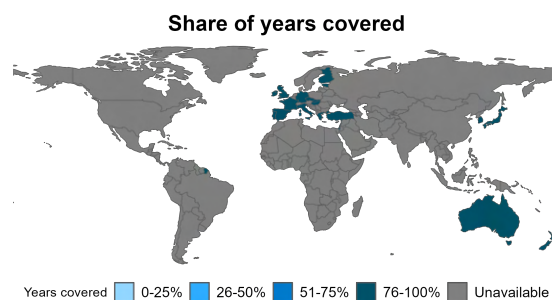 Share of years covered
Years covered 0-25% 26-50% 51-75% 76-100% Unavailable